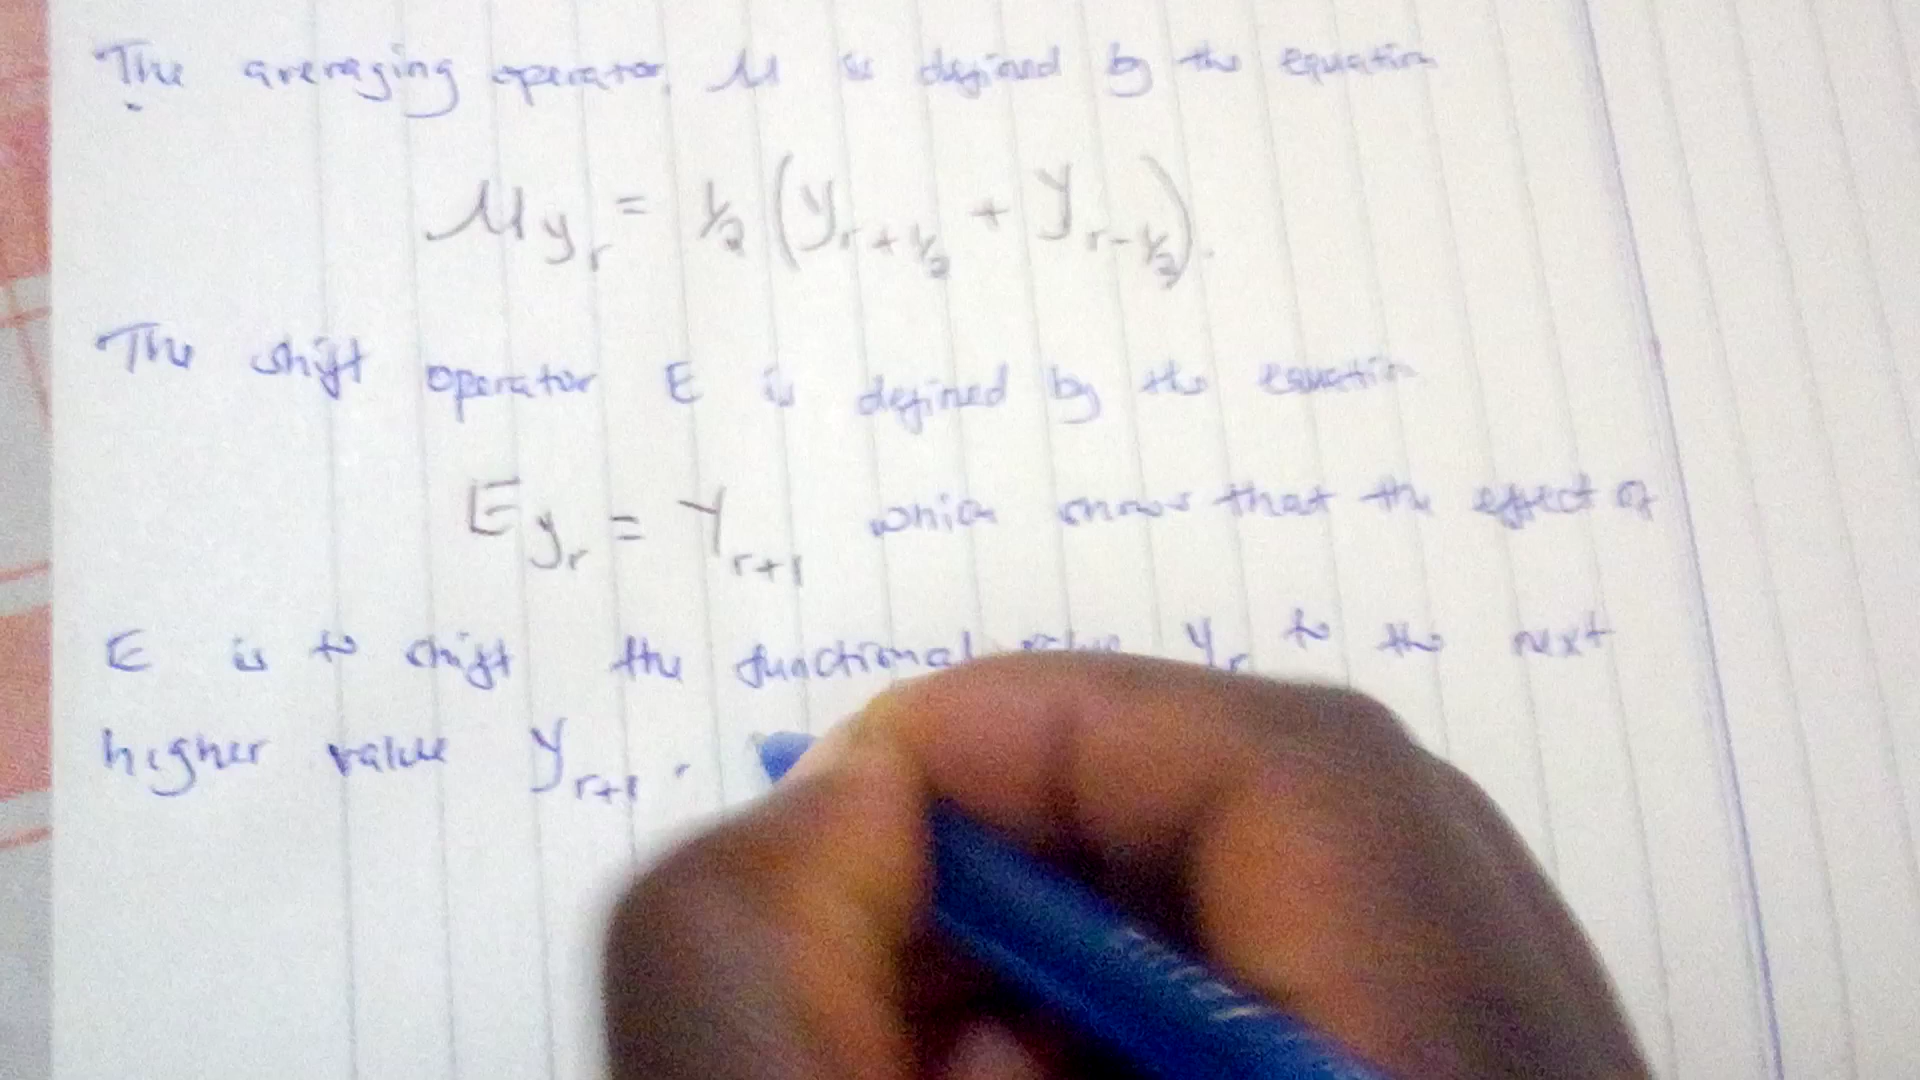 The averaging operator, μ is defined by the equation
μy_r = 1/2 (y_{r+1/2} + y_{r-1/2}).
The shift operator E is defined by the equation
Ey_r = y_{r+1} which shows that the effect of
E is to shift the functional value y_r to the next
higher value y_{r+1}.